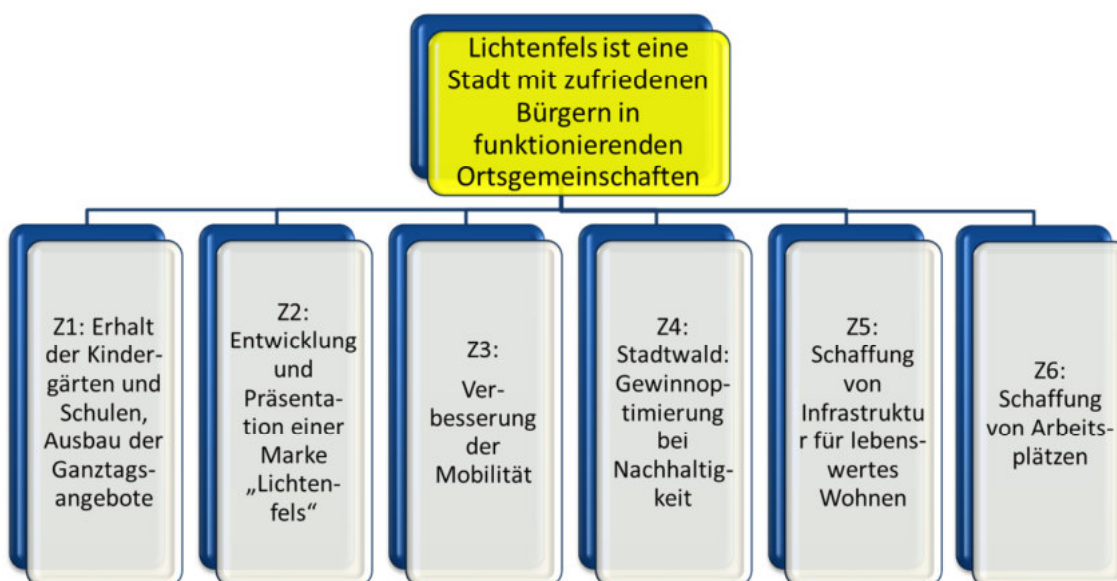 Lichtenfels ist eine
Stadt mit zufriedenen
Bürgern in
funktionierenden
Ortsgemeinschaften
Z1: Erhalt
der Kinder-
gärten und
Schulen,
Ausbau der
Ganztags-
angebote
Z2:
Entwicklung
und
Präsenta-
tion einer
Marke
„Lichten-
fels“
Z3:
Ver-
besserung
der
Mobilität
Z4:
Stadtwald:
Gewinnop-
timierung
bei
Nachhaltig-
keit
Z5:
Schaffung
von
Infrastruktu
r für lebens-
wertes
Wohnen
Z6:
Schaffung
von Arbeits-
plätzen